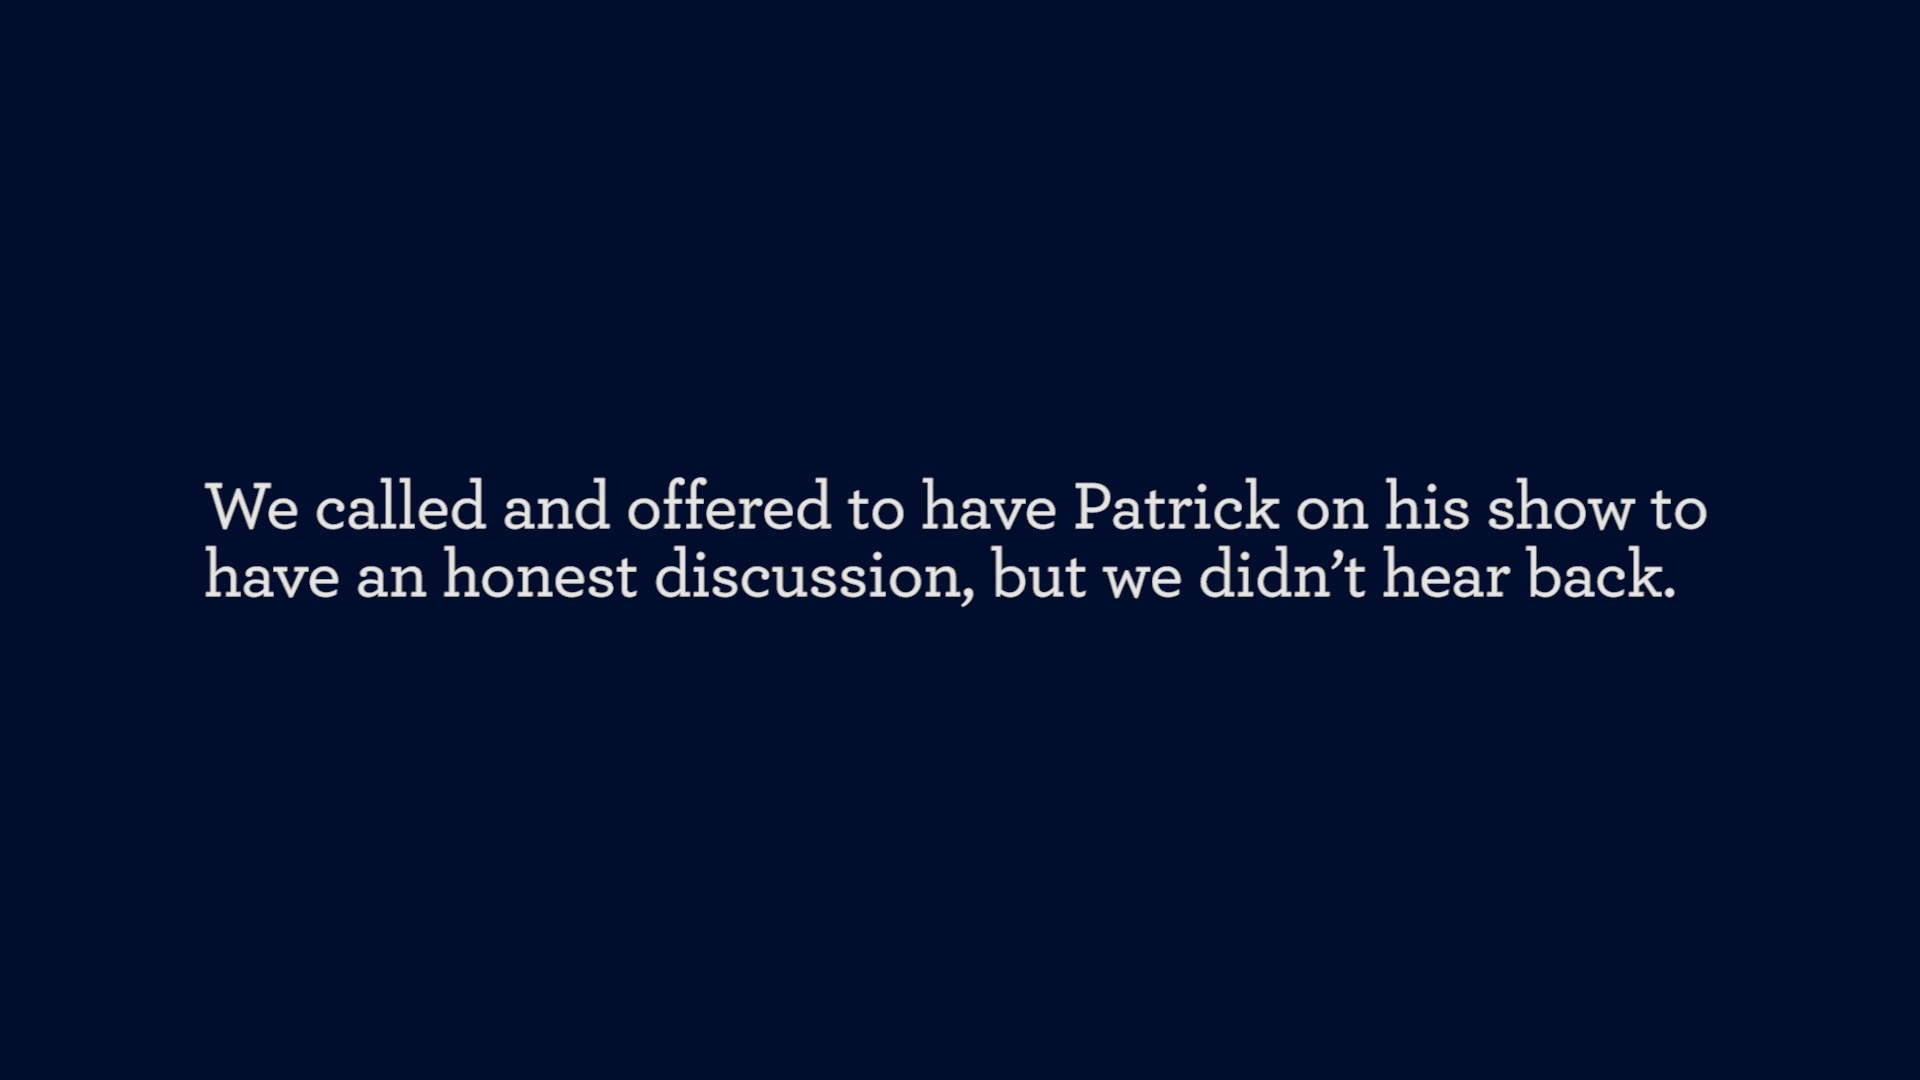 We called and offered to have Patrick on his show to
have an honest discussion, but we didn’t hear back.